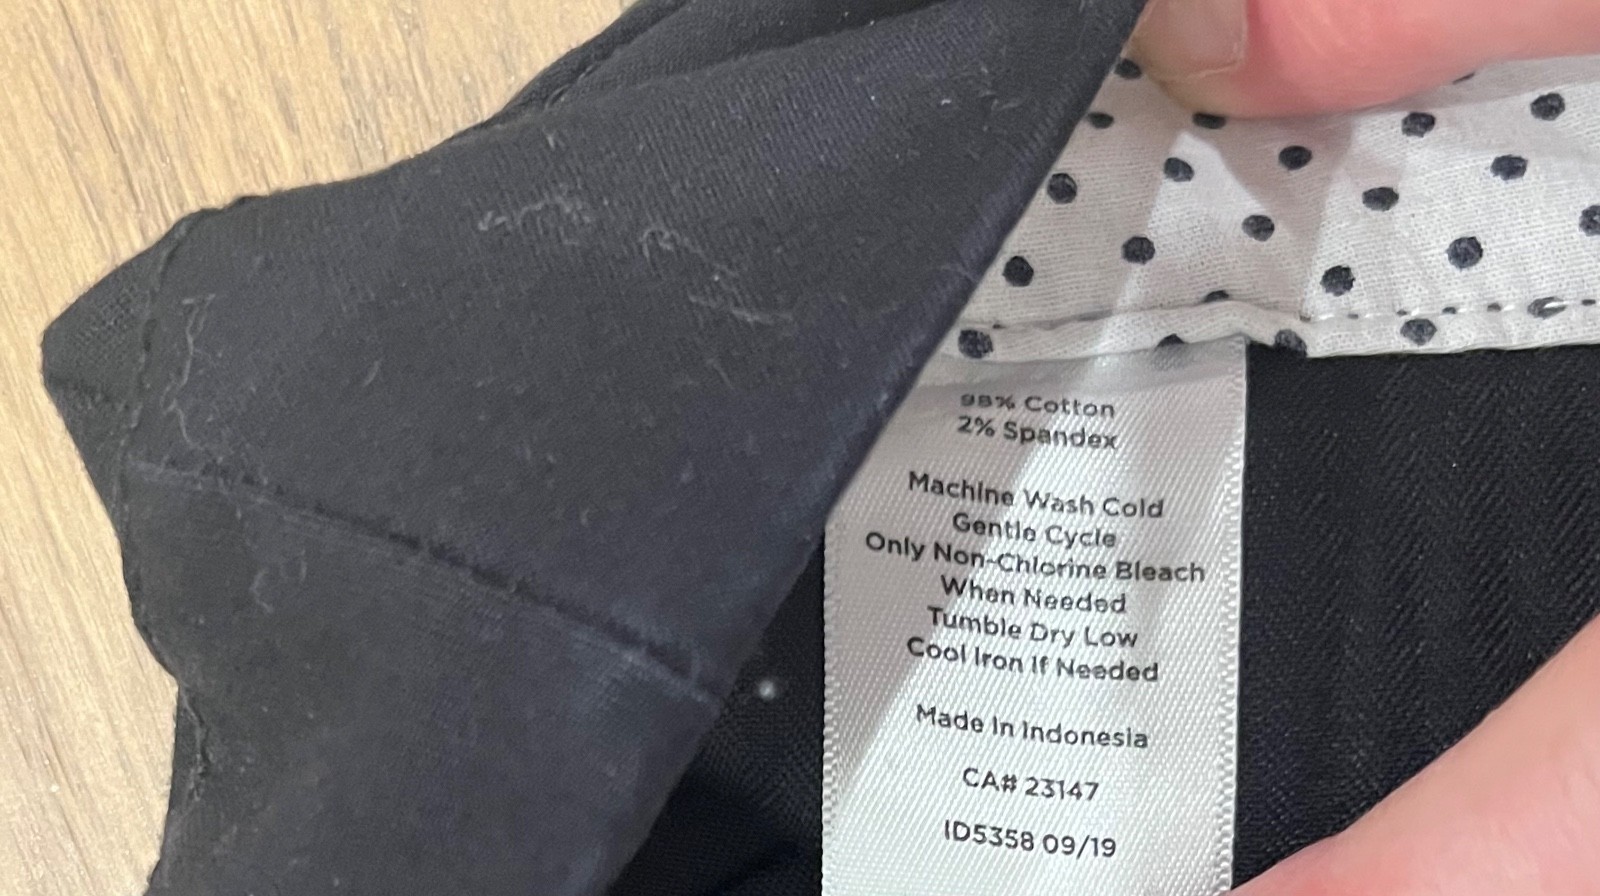 98% Cotton
2% Spandex
Machine Wash Cold
Gentle Cycle
Only Non-Chlorine Bleach
When Needed
Tumble Dry Low
Cool Iron If Needed
Made In Indonesia
CA# 23147
ID5358 09/19